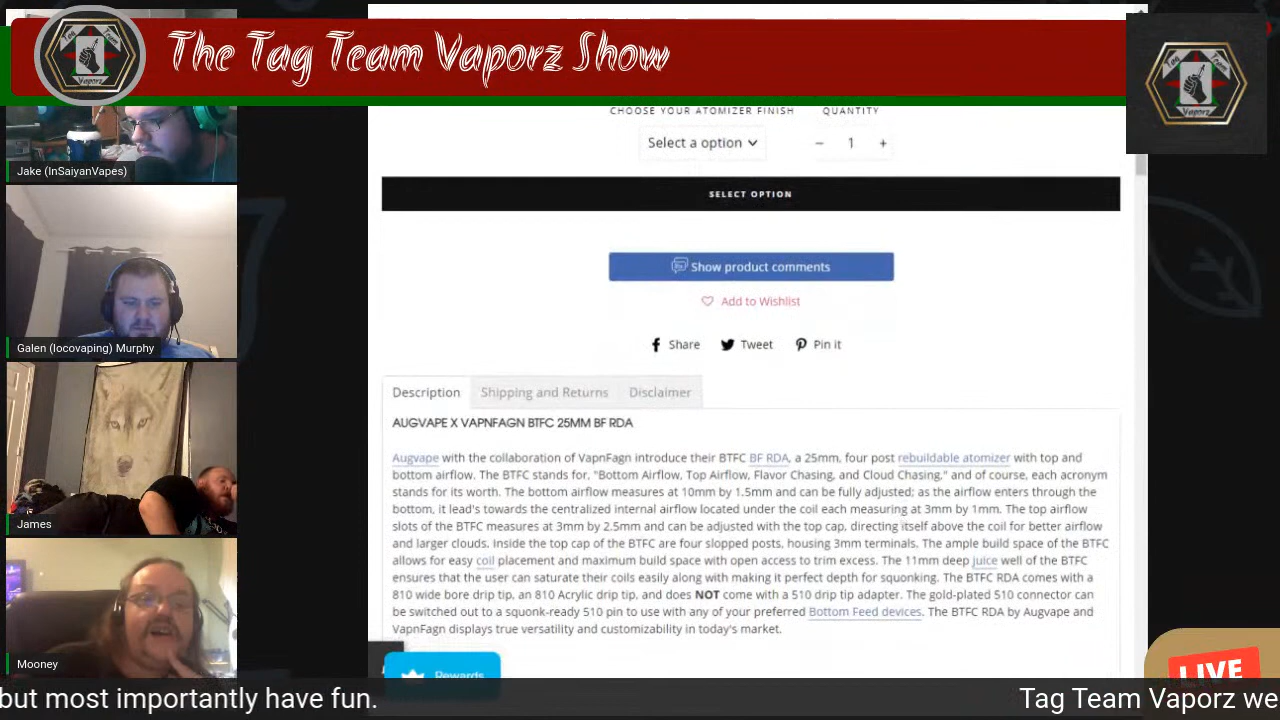 The Tag Team Vaporz Show
Tag Team
Vaporz
Tag Team
Vaporz
CHOOSE YOUR ATOMIZER FINISH
QUANTITY
Select a option
− 1 +
SELECT OPTION
Show product comments
Add to Wishlist
Share
Tweet
Pin it
Description
Shipping and Returns
Disclaimer
AUGVAPE X VAPNFAGN BTFC 25MM BF RDA
Augvape with the collaboration of VapnFagn introduce their BTFC BF RDA, a 25mm, four post rebuildable atomizer with top and
bottom airflow. The BTFC stands for, "Bottom Airflow, Top Airflow, Flavor Chasing, and Cloud Chasing," and of course, each acronym
stands for its worth. The bottom airflow measures at 10mm by 1.5mm and can be fully adjusted; as the airflow enters through the
bottom, it lead's towards the centralized internal airflow located under the coil each measuring at 3mm by 1mm. The top airflow
slots of the BTFC measures at 3mm by 2.5mm and can be adjusted with the top cap, directing itself above the coil for better airflow
and larger clouds. Inside the top cap of the BTFC are four slopped posts, housing 3mm terminals. The ample build space of the BTFC
allows for easy coil placement and maximum build space with open access to trim excess. The 11mm deep juice well of the BTFC
ensures that the user can saturate their coils easily along with making it perfect depth for squonking. The BTFC RDA comes with a
810 wide bore drip tip, an 810 Acrylic drip tip, and does NOT come with a 510 drip tip adapter. The gold-plated 510 connector can
be switched out to a squonk-ready 510 pin to use with any of your preferred Bottom Feed devices. The BTFC RDA by Augvape and
VapnFagn displays true versatility and customizability in today's market.
Rewards
Jake (InSaiyanVapes)
Galen (locovaping) Murphy
James
Mooney
LIVE
but most importantly have fun.
Tag Team Vaporz we